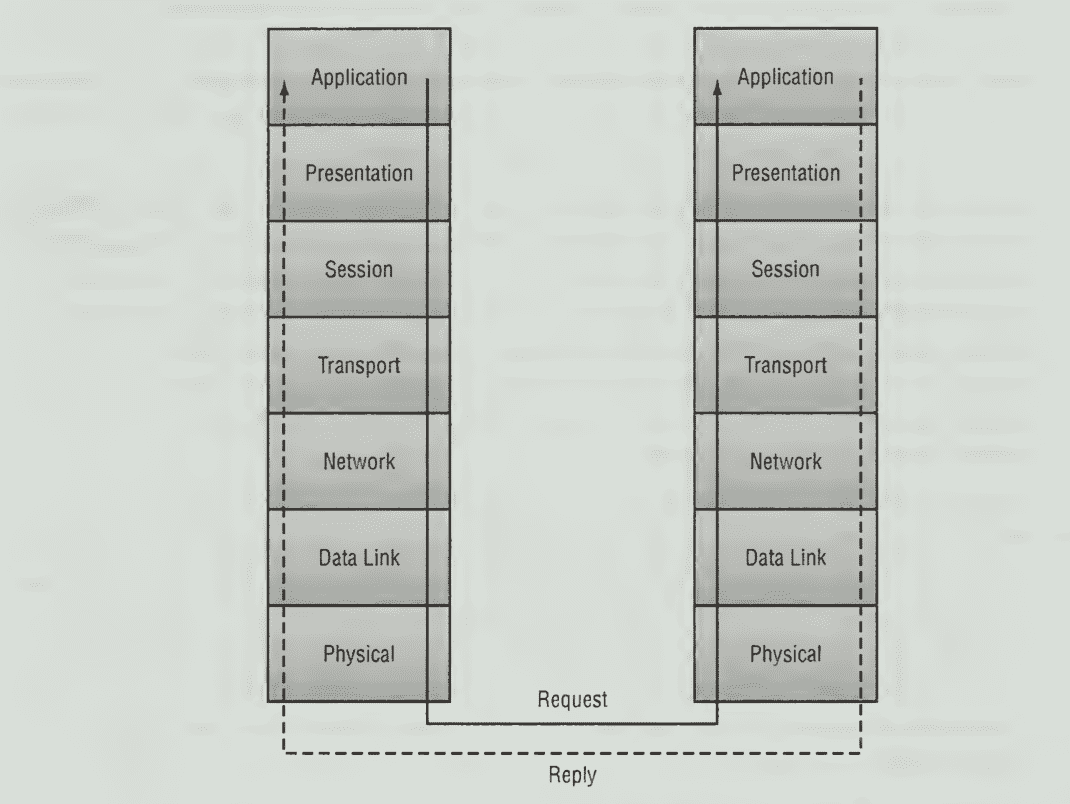 Application
Presentation
Session
Transport
Network
Data Link
Physical
Application
Presentation
Session
Transport
Network
Data Link
Physical
Request
Reply